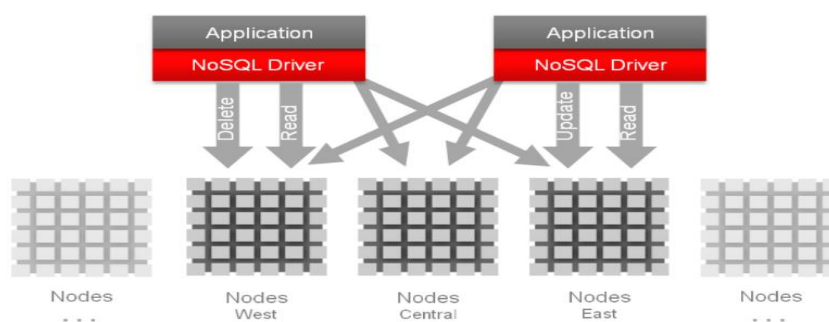 Application
NoSQL Driver
Application
NoSQL Driver
Delete
Read
Update
Read
Nodes
...
Nodes
West
Nodes
Central
Nodes
East
Nodes
...